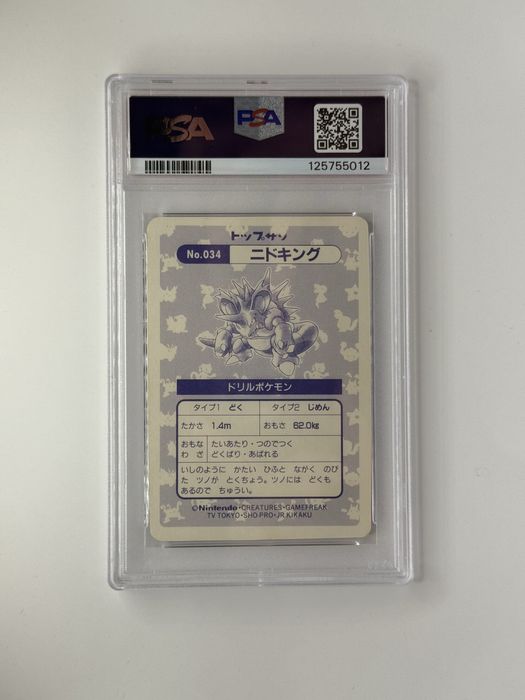 PSA
PSA
125755012
トップサン
No.034
ニドキング
ドリルポケモン
タイプ1 どく
タイプ2 じめん
たかさ 1.4m
おもさ 62.0kg
おもな たいあたり・つのでつく
わ ざ どくばり・あばれる
いしのように かたい ひふと ながく のび
た ツノが とくちょう。ツノには どくも
あるので ちゅうい。
©Nintendo・CREATURES・GAMEFREAK
TV TOKYO・SHO-PRO・JR.KIKAKU